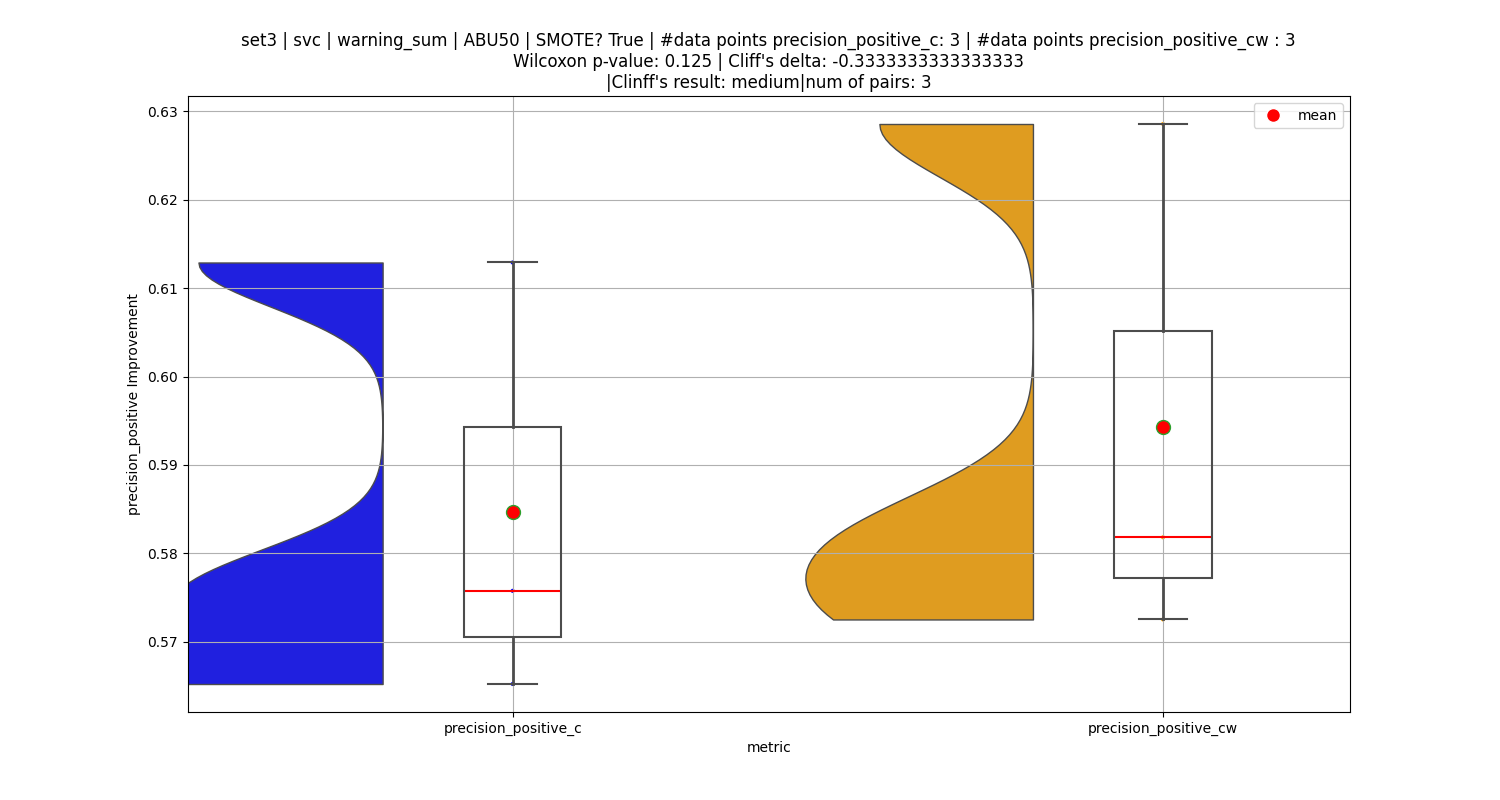 set3 | svc | warning_sum | ABU50 | SMOTE? True | #data points precision_positive_c: 3 | #data points precision_positive_cw : 3
Wilcoxon p-value: 0.125 | Cliff's delta: -0.3333333333333333
|Clinff's result: medium|num of pairs: 3
mean
precision_positive Improvement
0.63
0.62
0.61
0.60
0.59
0.58
0.57
precision_positive_c
precision_positive_cw
metric